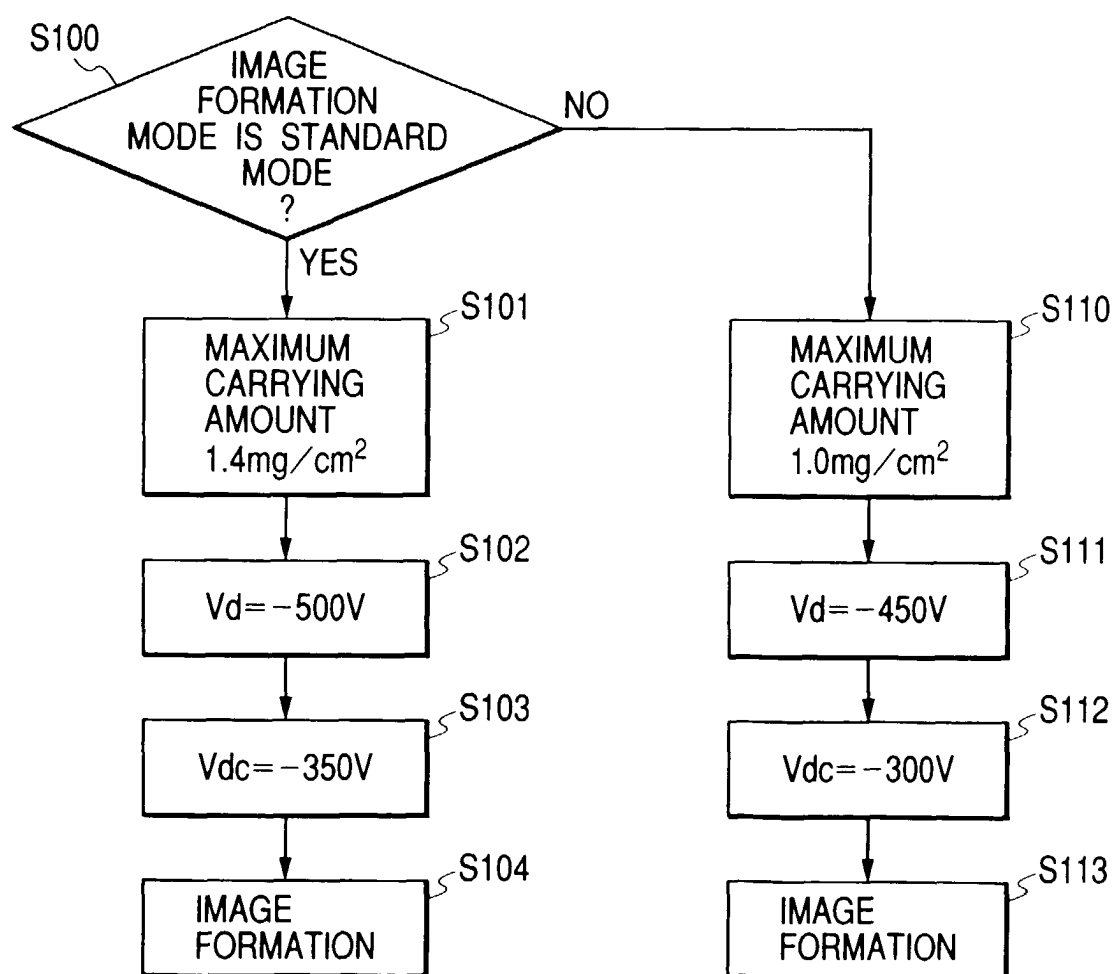 S100
IMAGE
FORMATION
MODE IS STANDARD
MODE
?
NO
YES
S101
MAXIMUM
CARRYING
AMOUNT
1.4mg/cm²
S110
MAXIMUM
CARRYING
AMOUNT
1.0mg/cm²
S102
Vd=−500V
S111
Vd=−450V
S103
Vdc=−350V
S112
Vdc=−300V
S104
IMAGE
FORMATION
S113
IMAGE
FORMATION